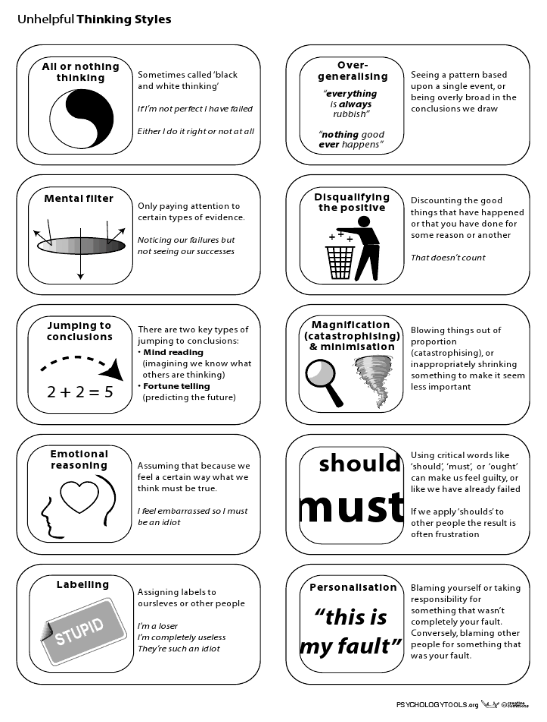 Unhelpful Thinking Styles
All or nothing
thinking
Sometimes called 'black
and white thinking'
If I'm not perfect I have failed
Either I do it right or not at all
Over-
generalising
"everything
is always
rubbish"
"nothing good
ever happens"
Seeing a pattern based
upon a single event, or
being overly broad in the
conclusions we draw
Mental filter
Only paying attention to
certain types of evidence.
Noticing our failures but
not seeing our successes
Disqualifying
the positive
Discounting the good
things that have happened
or that you have done for
some reason or another
That doesn't count
Jumping to
conclusions
2 + 2 = 5
There are two key types of
jumping to conclusions:
• Mind reading
(imagining we know what
others are thinking)
• Fortune telling
(predicting the future)
Magnification
(catastrophising)
& minimisation
Blowing things out of
proportion
(catastrophising), or
inappropriately shrinking
something to make it seem
less important
Emotional
reasoning
Assuming that because we
feel a certain way what we
think must be true.
I feel embarrassed so I must
be an idiot
should
must
Using critical words like
'should', 'must', or 'ought'
can make us feel guilty, or
like we have already failed
If we apply 'shoulds' to
other people the result is
often frustration
Labelling
STUPID
Assigning labels to
oursleves or other people
I'm a loser
I'm completely useless
They're such an idiot
Personalisation
"this is
my fault"
Blaming yourself or taking
responsibility for
something that wasn't
completely your fault.
Conversely, blaming other
people for something that
was your fault.
PSYCHOLOGYTOOLS.org